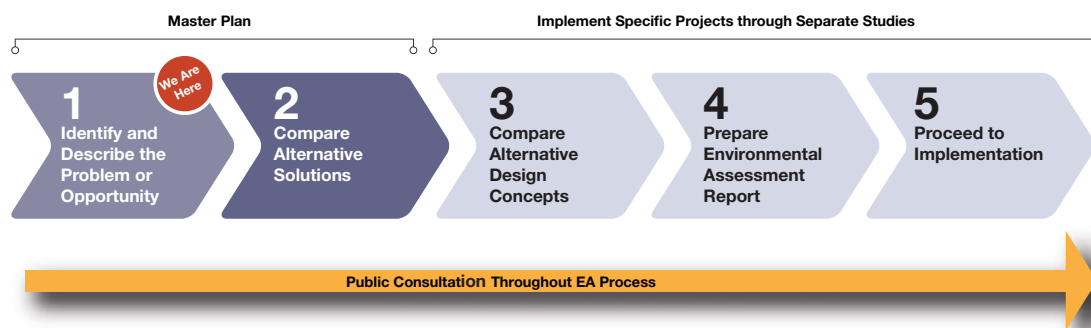 Master Plan
Implement Specific Projects through Separate Studies
We Are
Here
1
Identify and
Describe the
Problem or
Opportunity
2
Compare
Alternative
Solutions
3
Compare
Alternative
Design
Concepts
4
Prepare
Environmental
Assessment
Report
5
Proceed to
Implementation
Public Consultation Throughout EA Process